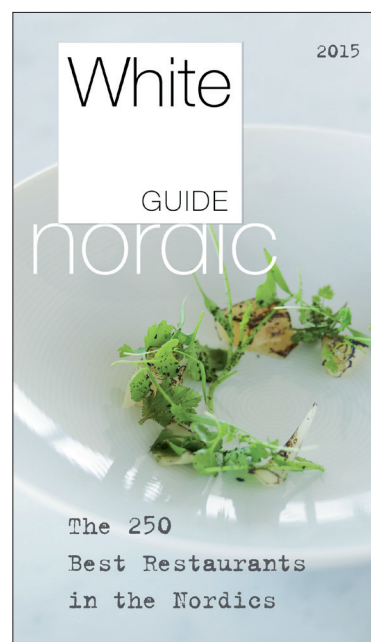 2015
White
GUIDE
nordic
The 250
Best Restaurants
in the Nordics